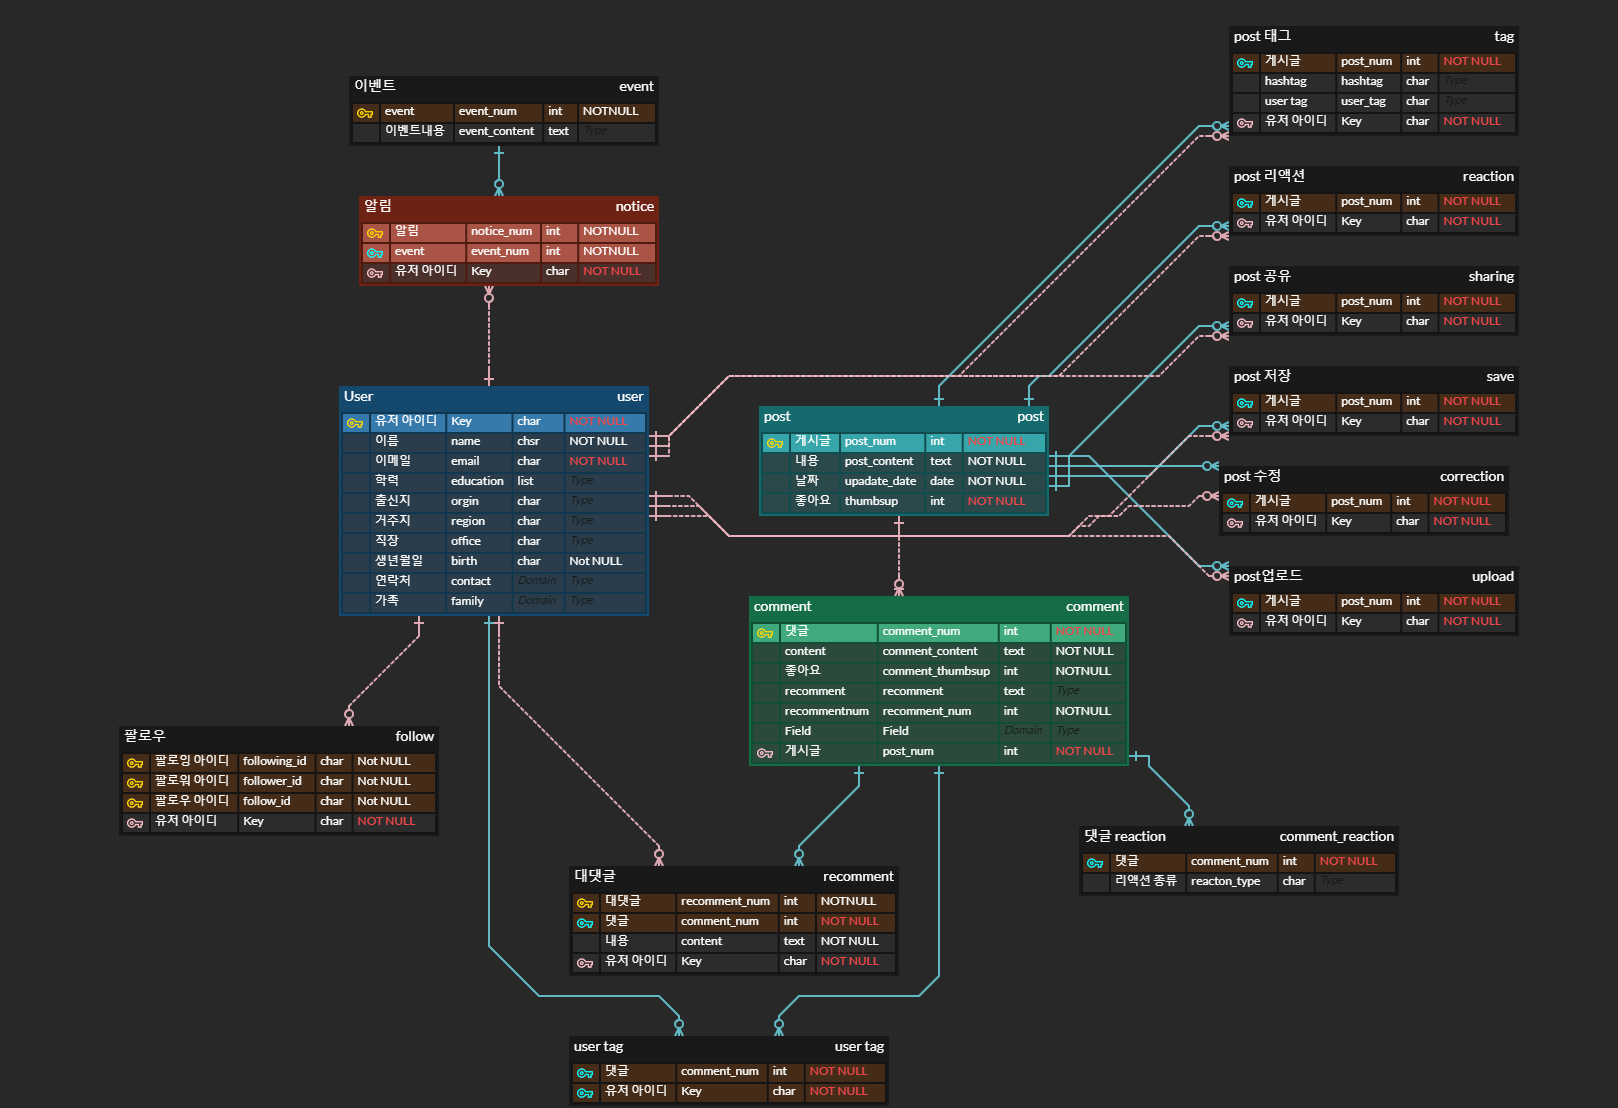 이벤트 event
event event_num int NOTNULL
이벤트내용 event_content text Type
알림 notice
알림 notice_num int NOTNULL
event event_num int NOTNULL
유저 아이디 Key char NOT NULL
User user
유저 아이디 Key char NOT NULL
이름 name chsr NOT NULL
이메일 email char NOT NULL
학력 education list Type
출신지 orgin char Type
거주지 region char Type
직장 office char Type
생년월일 birth char Not NULL
연락처 contact Domain Type
가족 family Domain Type
post post
게시글 post_num int NOT NULL
내용 post_content text NOT NULL
날짜 upadate_date date NOT NULL
좋아요 thumbsup int NOT NULL
post 태그 tag
게시글 post_num int NOT NULL
hashtag hashtag char Type
user tag user_tag char Type
유저 아이디 Key char NOT NULL
post 리액션 reaction
게시글 post_num int NOT NULL
유저 아이디 Key char NOT NULL
post 공유 sharing
게시글 post_num int NOT NULL
유저 아이디 Key char NOT NULL
post 저장 save
게시글 post_num int NOT NULL
유저 아이디 Key char NOT NULL
post 수정 correction
게시글 post_num int NOT NULL
유저 아이디 Key char NOT NULL
post업로드 upload
게시글 post_num int NOT NULL
유저 아이디 Key char NOT NULL
comment comment
댓글 comment_num int NOT NULL
content comment_content text NOT NULL
좋아요 comment_thumbsup int NOTNULL
recomment recomment text Type
recommentnum recomment_num int NOTNULL
Field Field Domain Type
게시글 post_num int NOT NULL
팔로우 follow
팔로잉 아이디 following_id char Not NULL
팔로워 아이디 follower_id char Not NULL
팔로우 아이디 follow_id char Not NULL
유저 아이디 Key char NOT NULL
댓글 reaction comment_reaction
댓글 comment_num int NOT NULL
리액션 종류 reacton_type char Type
대댓글 recomment
대댓글 recomment_num int NOTNULL
댓글 comment_num int NOT NULL
내용 content text NOT NULL
유저 아이디 Key char NOT NULL
user tag user tag
댓글 comment_num int NOT NULL
유저 아이디 Key char NOT NULL